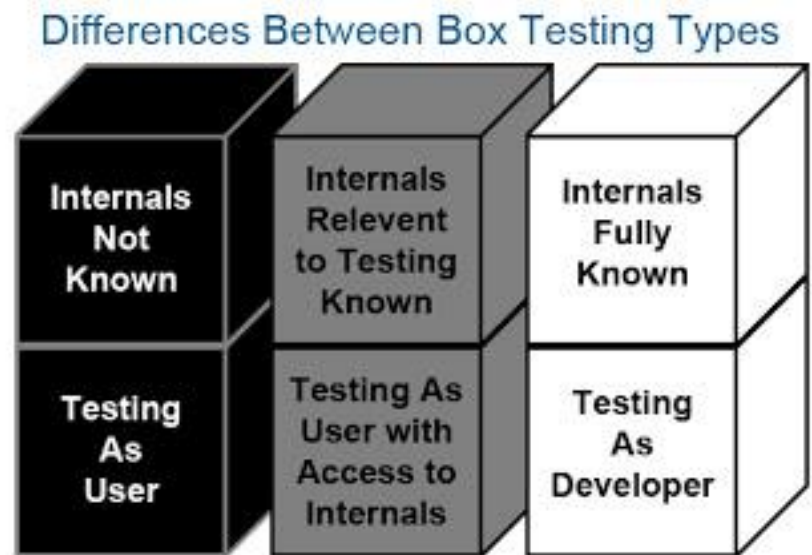 Differences Between Box Testing Types
Internals
Not
Known
Internals
Relevent
to Testing
Known
Internals
Fully
Known
Testing
As
User
Testing As
User with
Access to
Internals
Testing
As
Developer